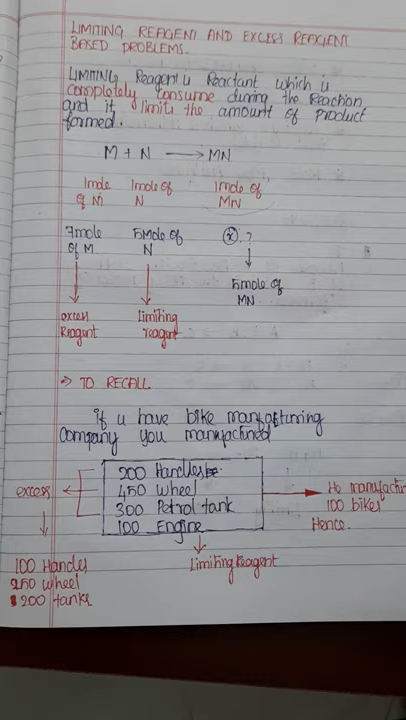 LIMITING REAGENT AND EXCESS REAGENT
BASED PROBLEMS.
LIMITING Reagent is Reactant which is
completely consume during the Reaction
and it limits the amount of product
formed.
M + N → MN
1mole 1mole of 1mole of
of M N MN
7mole 5Mole of (x) ?
of M N
5mole of
MN
excess limiting
Reagent reagent
⇒ TO RECALL
if u have bike manufacturing
company you manufactured
200 Handles
450 Wheel
300 Petrol tank
100 Engine
excess
He manufactur
100 bikes
Hence.
Limiting Reagent
100 Handles
250 Wheel
200 tanks